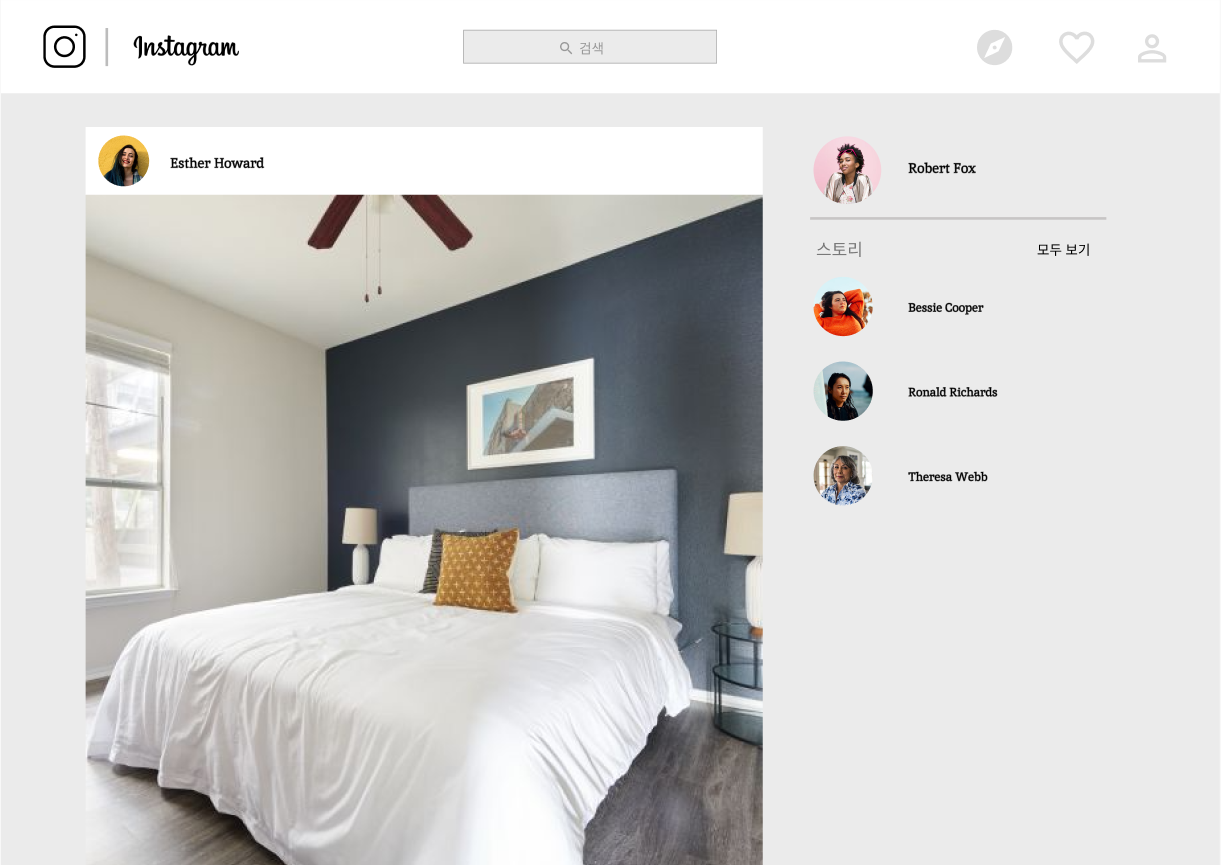 Instagram
검색
Esther Howard
Robert Fox
스토리
모두 보기
Bessie Cooper
Ronald Richards
Theresa Webb